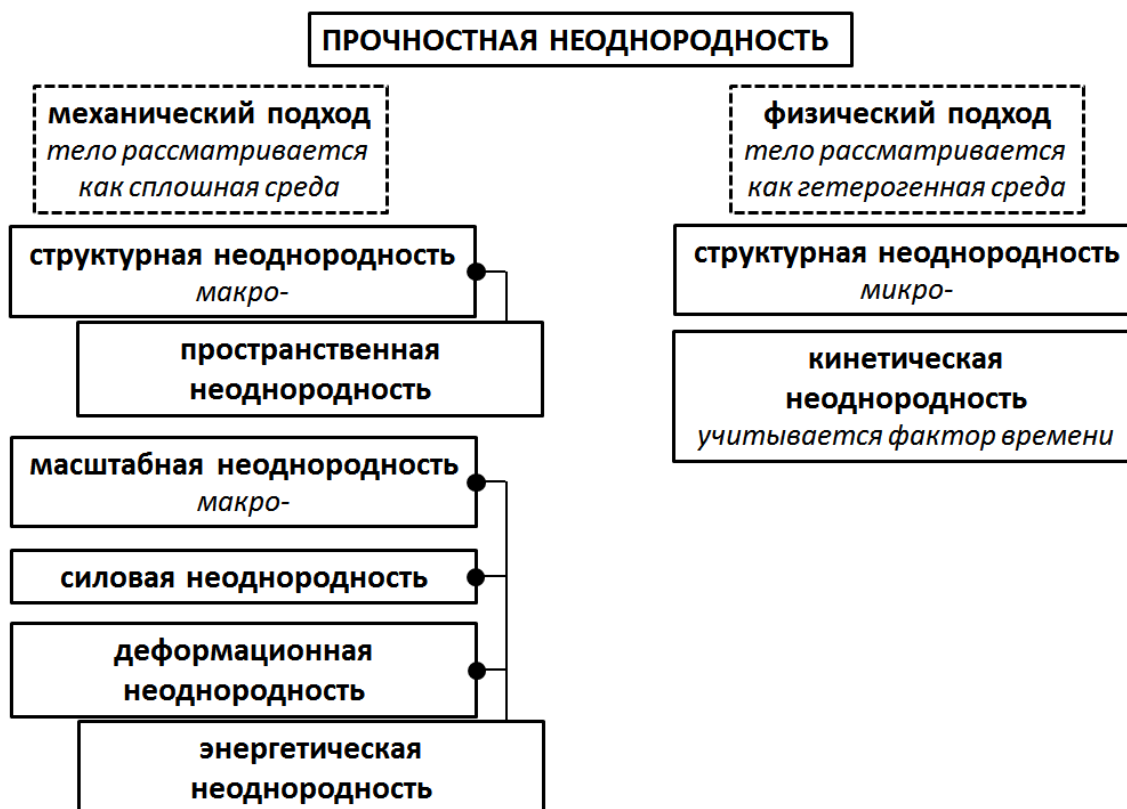 ПРОЧНОСТНАЯ НЕОДНОРОДНОСТЬ
механический подход
тело рассматривается
как сплошная среда
структурная неоднородность
макро-
пространственная
неоднородность
масштабная неоднородность
макро-
силовая неоднородность
деформационная
неоднородность
энергетическая
неоднородность
физический подход
тело рассматривается
как гетерогенная среда
структурная неоднородность
микро-
кинетическая
неоднородность
учитывается фактор времени